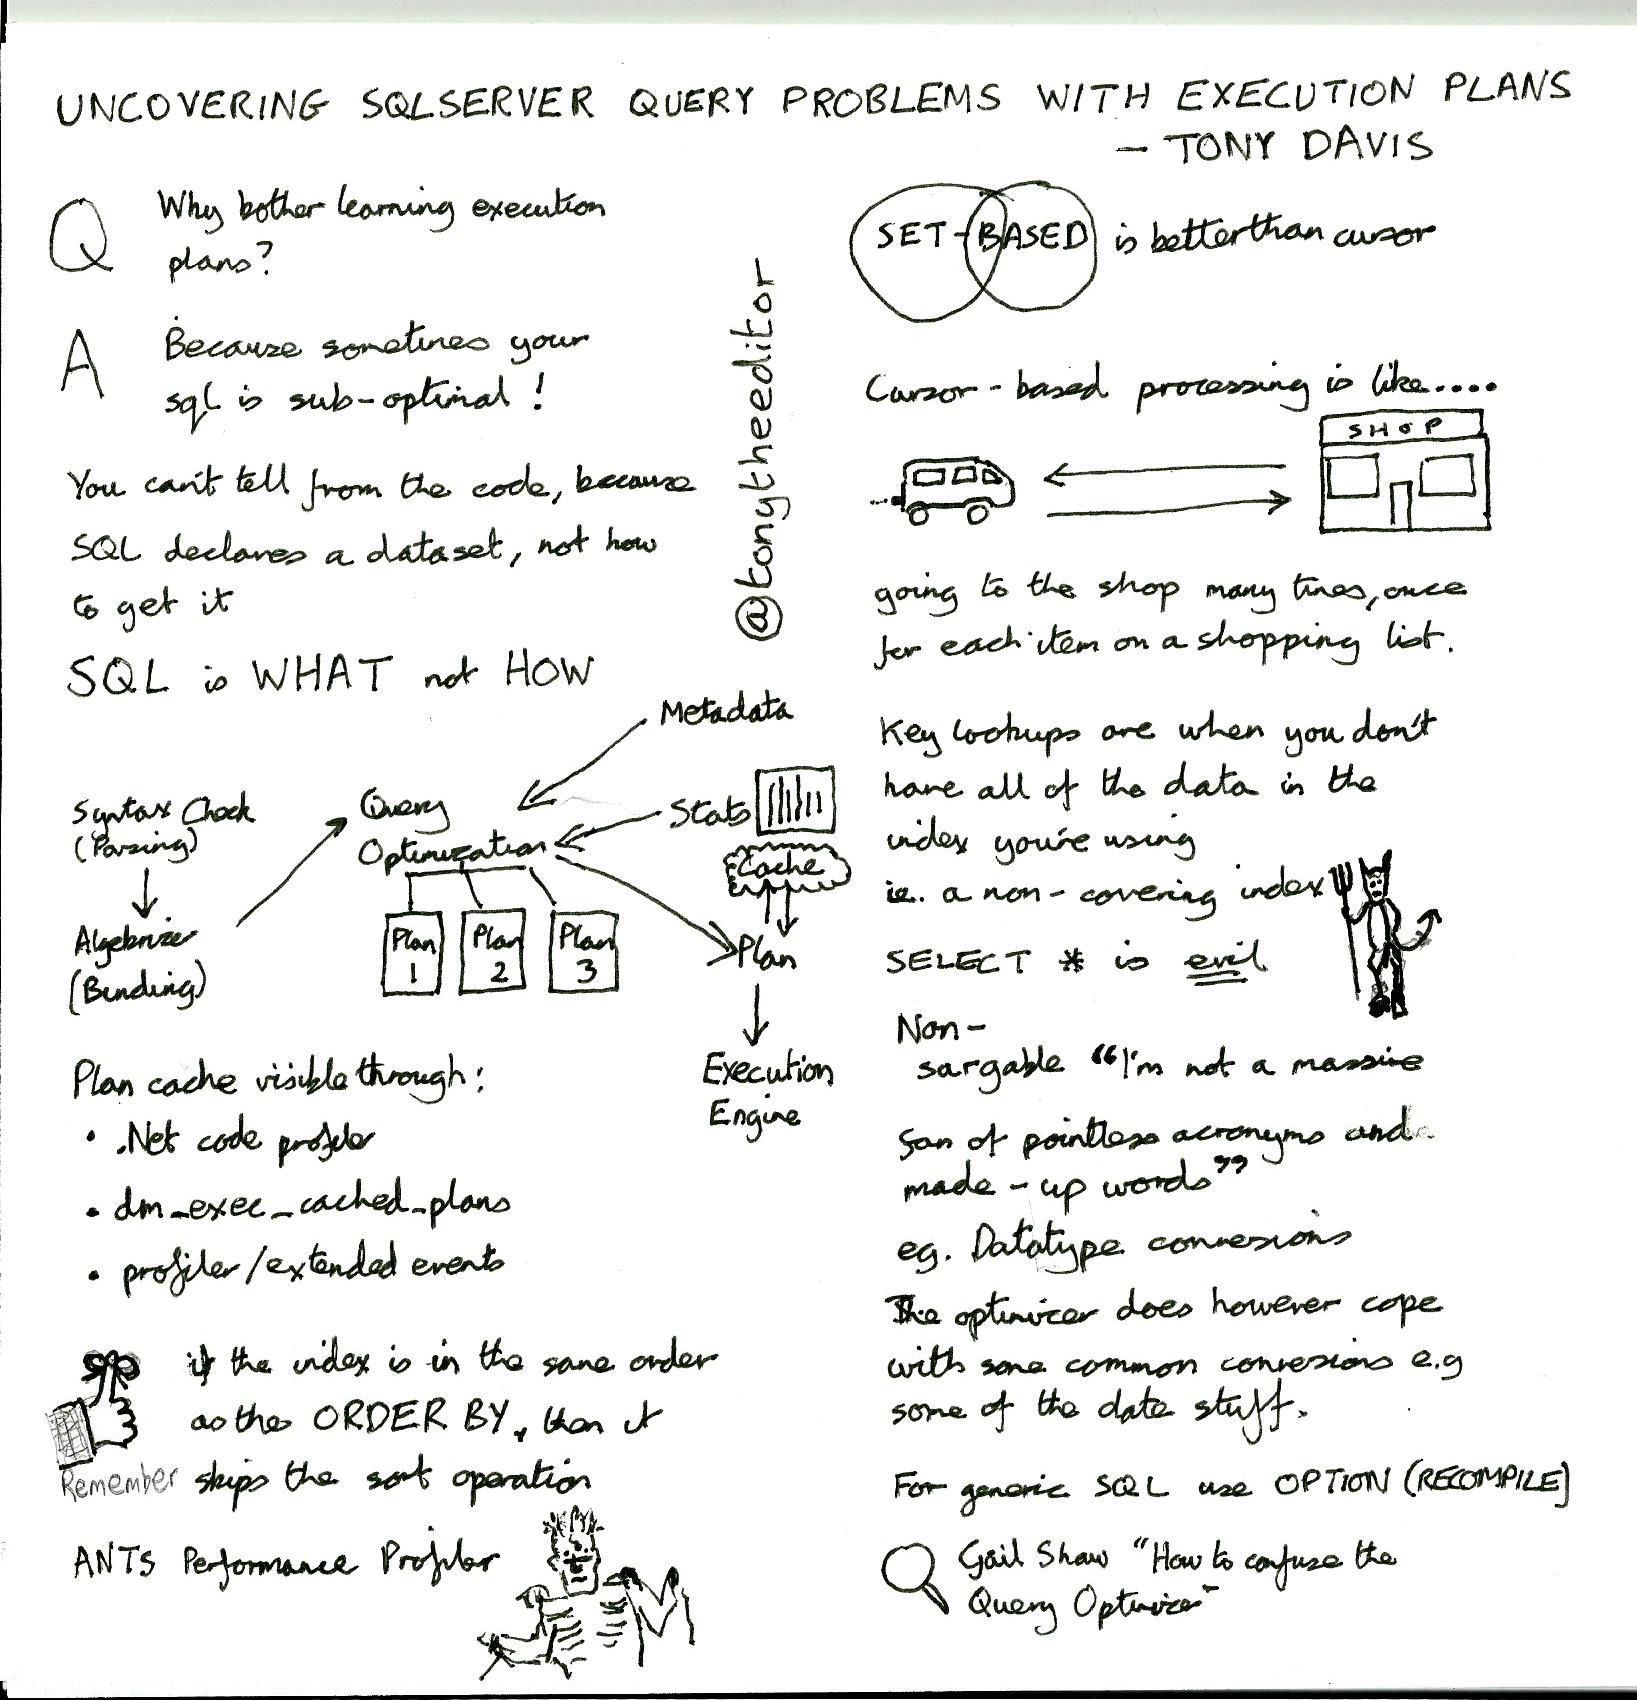 UNCOVERING SQLSERVER QUERY PROBLEMS WITH EXECUTION PLANS
- TONY DAVIS
Q Why bother learning execution
plans?
A Because sometimes your
sql is sub-optimal!
You can't tell from the code, because
SQL declares a dataset, not how
to get it
SQL is WHAT not HOW
@tonytheeditor
Metadata
Syntax Check
(Parsing)
Algebrizer
(Binding)
Query
Optimization
Stats
Cache
Plan
1
Plan
2
Plan
3
Plan
Execution
Engine
Plan cache visible through:
• .Net code profiler
• dm_exec_cached_plans
• profiler/extended events
Remember
if the index is in the same order
as the ORDER BY, then it
skips the sort operation
ANTS Performance Profiler
SET-BASED is better than cursor
Cursor-based processing is like....
SHOP
going to the shop many times, once
for each item on a shopping list.
Key lookups are when you don't
have all of the data in the
index you're using
ie. a non-covering index
SELECT * is evil
Non-
sargable "I'm not a massive
fan of pointless acronyms and
made-up words"
eg. Datatype conversions
The optimizer does however cope
with some common conversions e.g
some of the date stuff.
For generic SQL use OPTION (RECOMPILE)
Gail Shaw "How to confuse the
Query Optimizer"